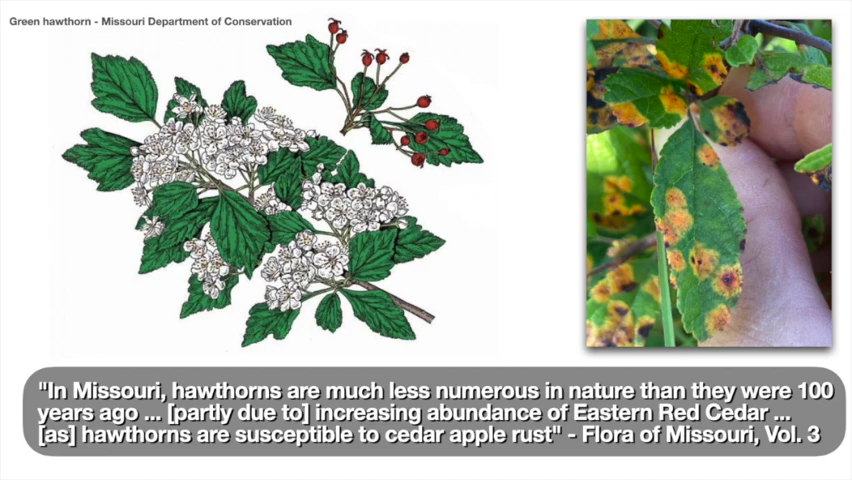 Green hawthorn - Missouri Department of Conservation
"In Missouri, hawthorns are much less numerous in nature than they were 100
years ago ... [partly due to] increasing abundance of Eastern Red Cedar ...
[as] hawthorns are susceptible to cedar apple rust" - Flora of Missouri, Vol. 3